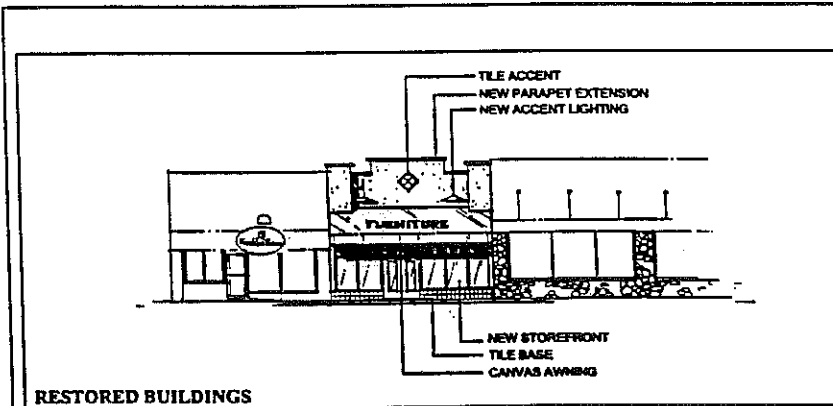 TILE ACCENT
NEW PARAPET EXTENSION
NEW ACCENT LIGHTING
FURNITURE
NEW STOREFRONT
TILE BASE
CANVAS AWNING
RESTORED BUILDINGS